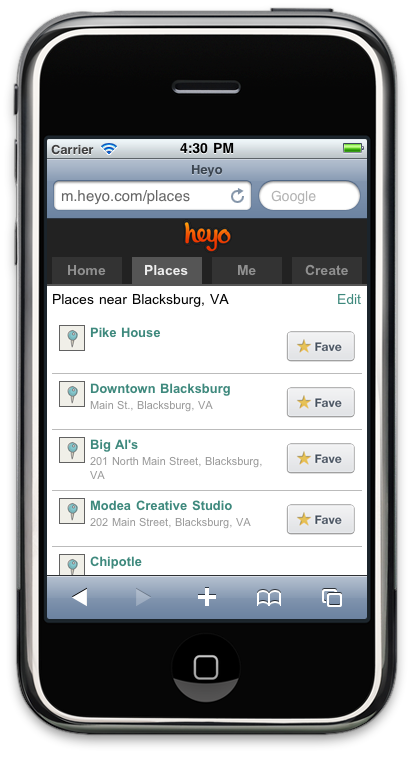 Carrier 4:30 PM
Heyo
m.heyo.com/places Google
heyo
Home Places Me Create
Places near Blacksburg, VA Edit
Pike House
Fave
Downtown Blacksburg
Main St., Blacksburg, VA
Fave
Big Al's
201 North Main Street, Blacksburg,
VA
Fave
Modea Creative Studio
202 Main Street, Blacksburg, VA
Fave
Chipotle